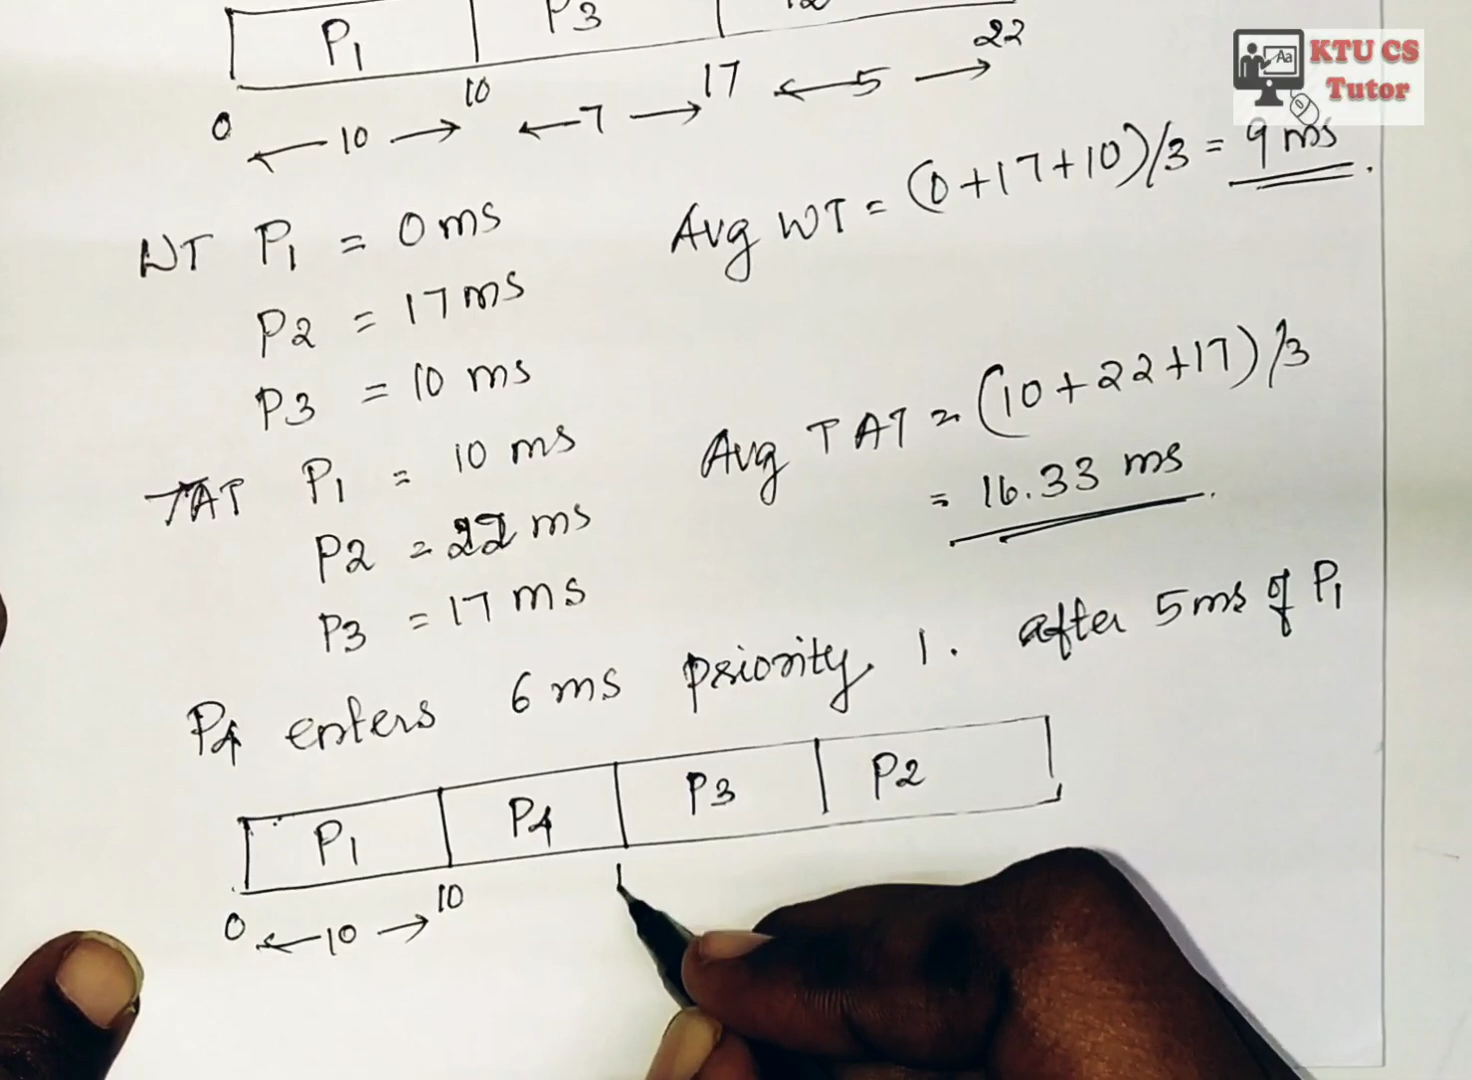 P1 P3
0 10 17 22
10 7 5
KTU CS
Tutor
Aa
WT P1 = 0 ms
P2 = 17 ms
P3 = 10 ms
Avg WT = (0+17+10)/3 = 9 ms
TAT P1 = 10 ms
P2 = 22 ms
P3 = 17 ms
Avg TAT = (10+22+17)/3
= 16.33 ms
P4 enters 6 ms priority 1. after 5 ms of P1
P1 P4 P3 P2
0 10 10